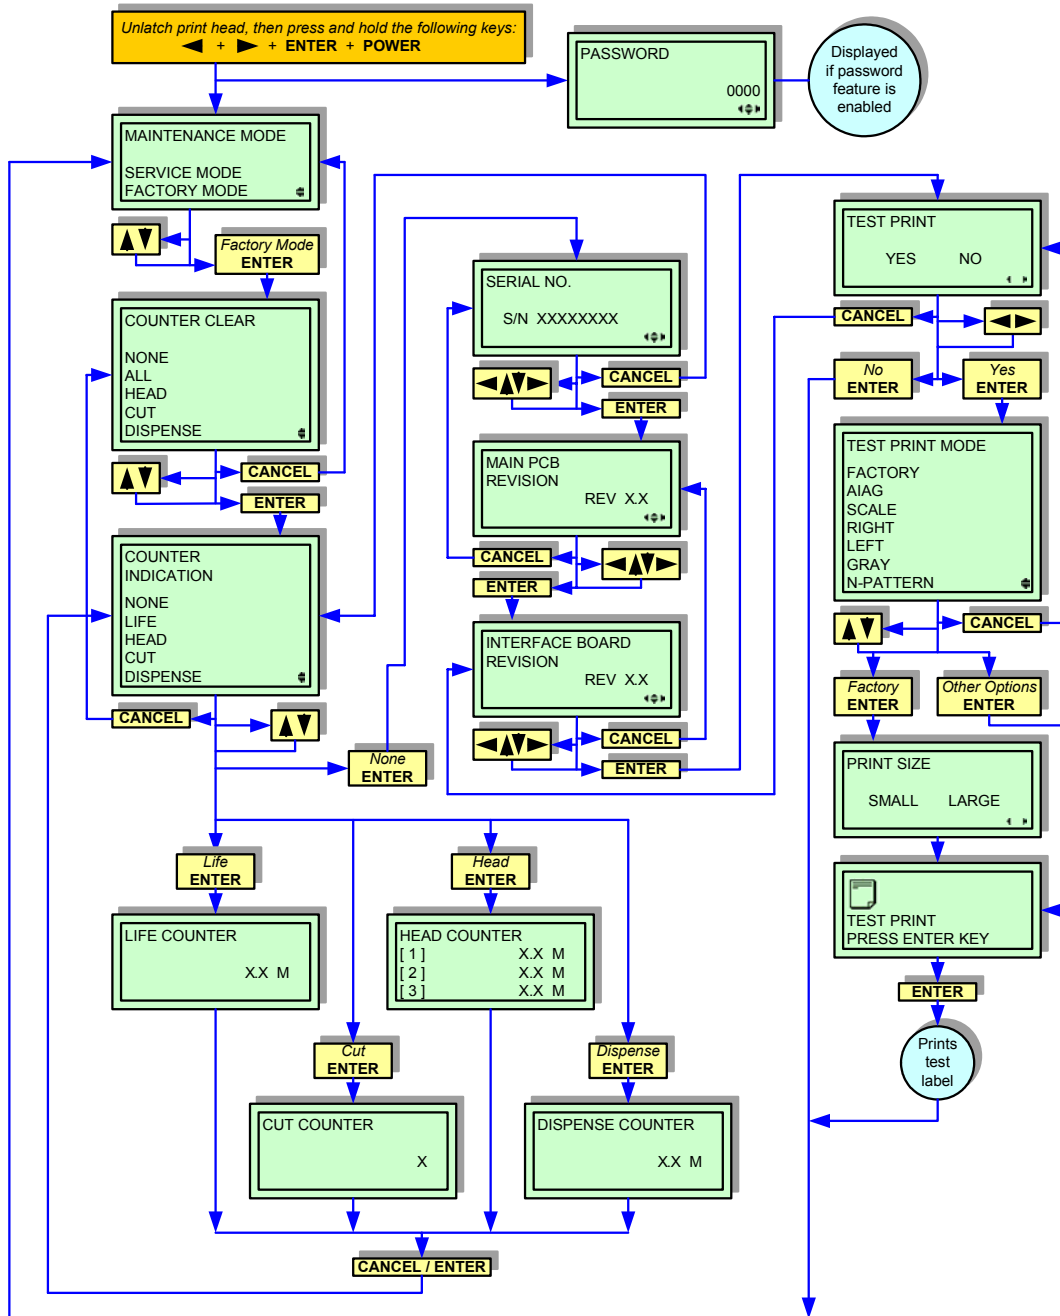 Unlatch print head, then press and hold the following keys:
◄ + ► + ENTER + POWER
PASSWORD
0000
Displayed
if password
feature is
enabled
MAINTENANCE MODE
SERVICE MODE
FACTORY MODE
Factory Mode
ENTER
COUNTER CLEAR
NONE
ALL
HEAD
CUT
DISPENSE
CANCEL
ENTER
COUNTER
INDICATION
NONE
LIFE
HEAD
CUT
DISPENSE
CANCEL
None
ENTER
SERIAL NO.
S/N XXXXXXXX
CANCEL
ENTER
MAIN PCB
REVISION
REV X.X
CANCEL
ENTER
INTERFACE BOARD
REVISION
REV X.X
CANCEL
ENTER
TEST PRINT
YES NO
CANCEL
No
ENTER
Yes
ENTER
TEST PRINT MODE
FACTORY
AIAG
SCALE
RIGHT
LEFT
GRAY
N-PATTERN
CANCEL
Factory
ENTER
Other Options
ENTER
PRINT SIZE
SMALL LARGE
TEST PRINT
PRESS ENTER KEY
ENTER
Prints
test
label
Life
ENTER
Head
ENTER
LIFE COUNTER
X.X M
HEAD COUNTER
[ 1 ] X.X M
[ 2 ] X.X M
[ 3 ] X.X M
Cut
ENTER
Dispense
ENTER
CUT COUNTER
X
DISPENSE COUNTER
X.X M
CANCEL / ENTER